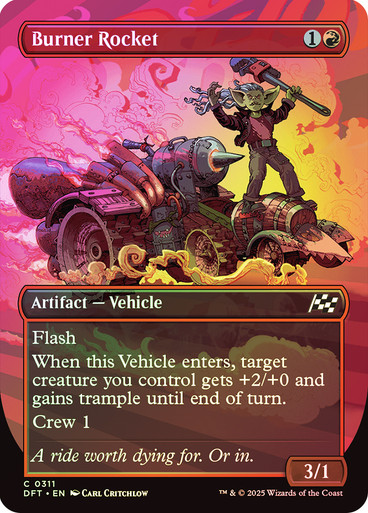 Burner Rocket 1
Artifact — Vehicle
Flash
When this Vehicle enters, target
creature you control gets +2/+0 and
gains trample until end of turn.
Crew 1
A ride worth dying for. Or in.
3/1
C 0311
DFT • EN Carl Critchlow
™ & © 2025 Wizards of the Coast